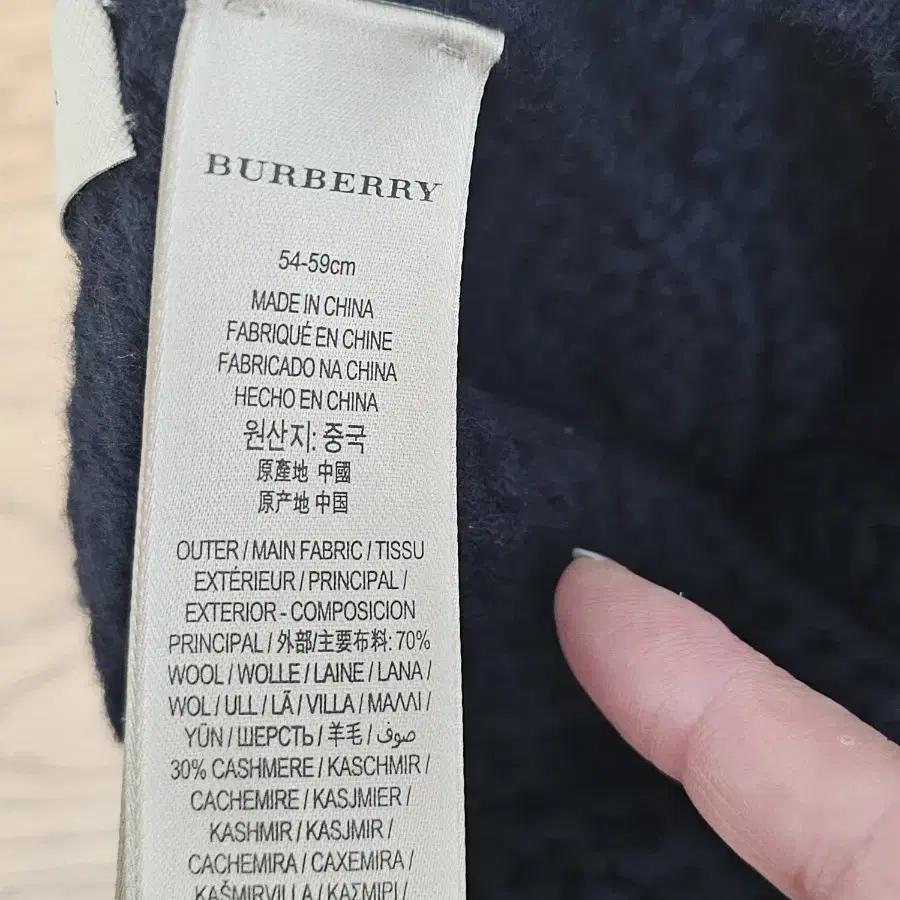 BURBERRY
54-59cm
MADE IN CHINA
FABRIQUÉ EN CHINE
FABRICADO NA CHINA
HECHO EN CHINA
원산지: 중국
原產地 中國
原产地 中国
OUTER / MAIN FABRIC / TISSU
EXTÉRIEUR / PRINCIPAL /
EXTERIOR - COMPOSICION
PRINCIPAL / 外部/主要布料: 70%
WOOL / WOLLE / LAINE / LANA /
WOL / ULL / LÃ / VILLA / ΜΑΛΛΙ /
YÜN / ШЕРСТЬ / 羊毛 / صوف /
30% CASHMERE / KASCHMIR /
CACHEMIRE / KASJMIER /
KASHMIR / KASJMIR /
CACHEMIRA / CAXEMIRA /
KAŠMIRVILLA / ΚΑΣΜΙΡΙ /